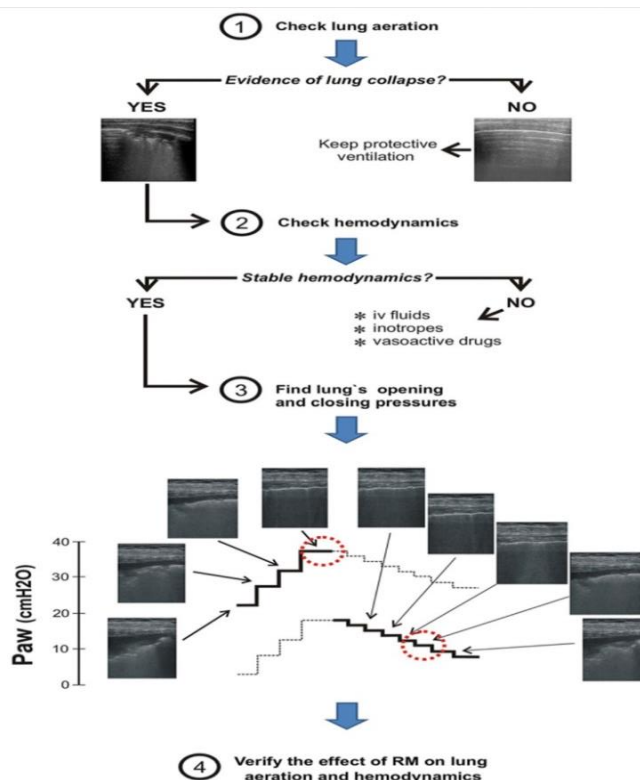 1 Check lung aeration
Evidence of lung collapse?
YES
NO
Keep protective
ventilation
2 Check hemodynamics
Stable hemodynamics?
YES
NO
* iv fluids
* inotropes
* vasoactive drugs
3 Find lung`s opening
and closing pressures
Paw (cmH2O)
40
30
20
10
0
4 Verify the effect of RM on lung
aeration and hemodynamics